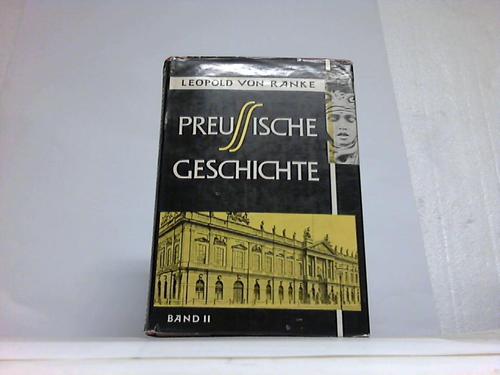 LEOPOLD VON RANKE
PREUSSISCHE
GESCHICHTE
BAND II